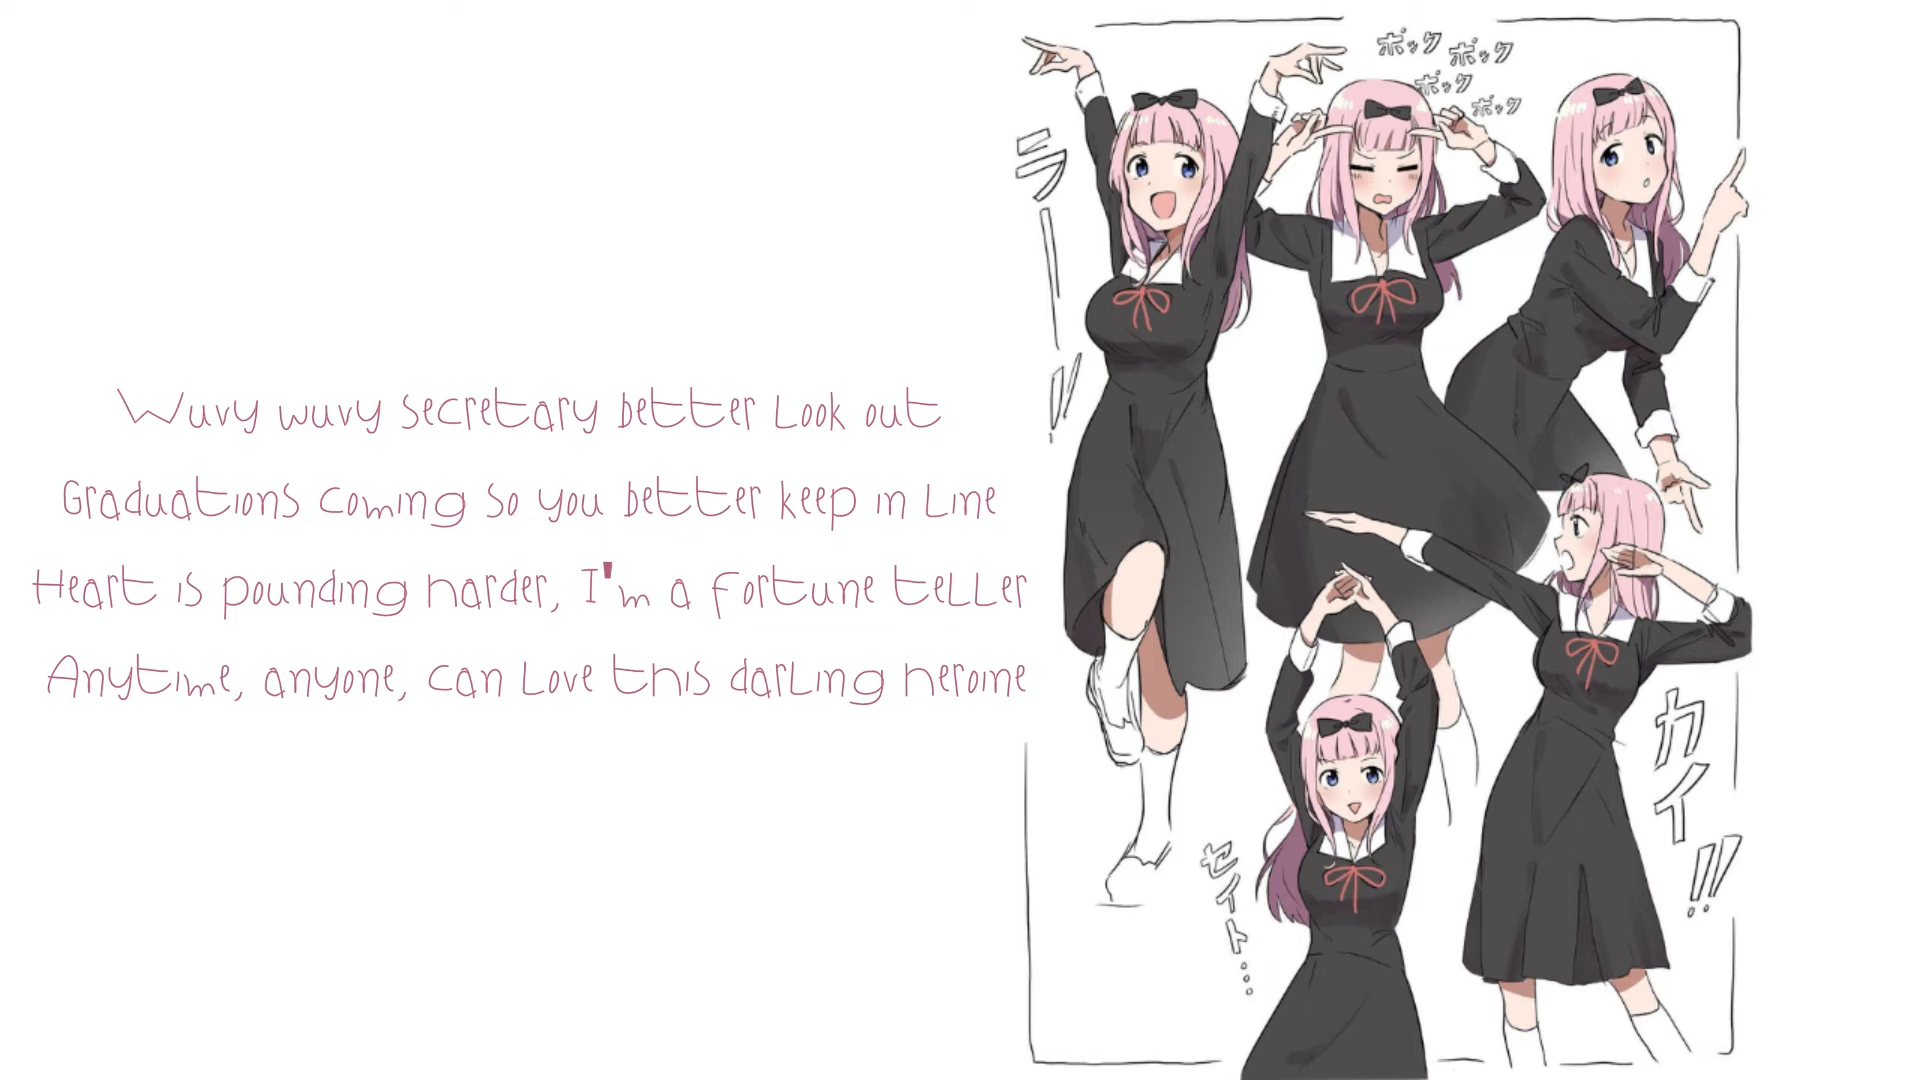 Wuvy wuvy secretary better look out
Graduations coming so you better keep in line
Heart is pounding harder, I'm a fortune teller
Anytime, anyone, can love this darling heroine
ラー!!
ポック ポック
ポック
ポック
カイ!!
セイト…